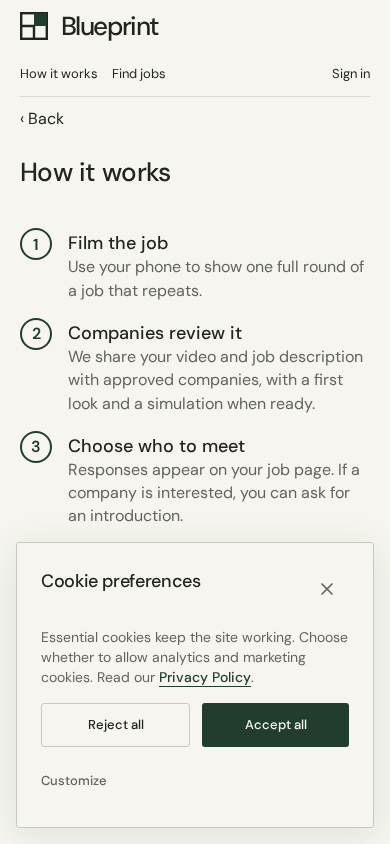 Blueprint
How it works Find jobs Sign in
‹ Back
How it works
1 Film the job
Use your phone to show one full round of
a job that repeats.
2 Companies review it
We share your video and job description
with approved companies, with a first
look and a simulation when ready.
3 Choose who to meet
Responses appear on your job page. If a
company is interested, you can ask for
an introduction.
Cookie preferences
Essential cookies keep the site working. Choose
whether to allow analytics and marketing
cookies. Read our Privacy Policy.
Reject all Accept all
Customize